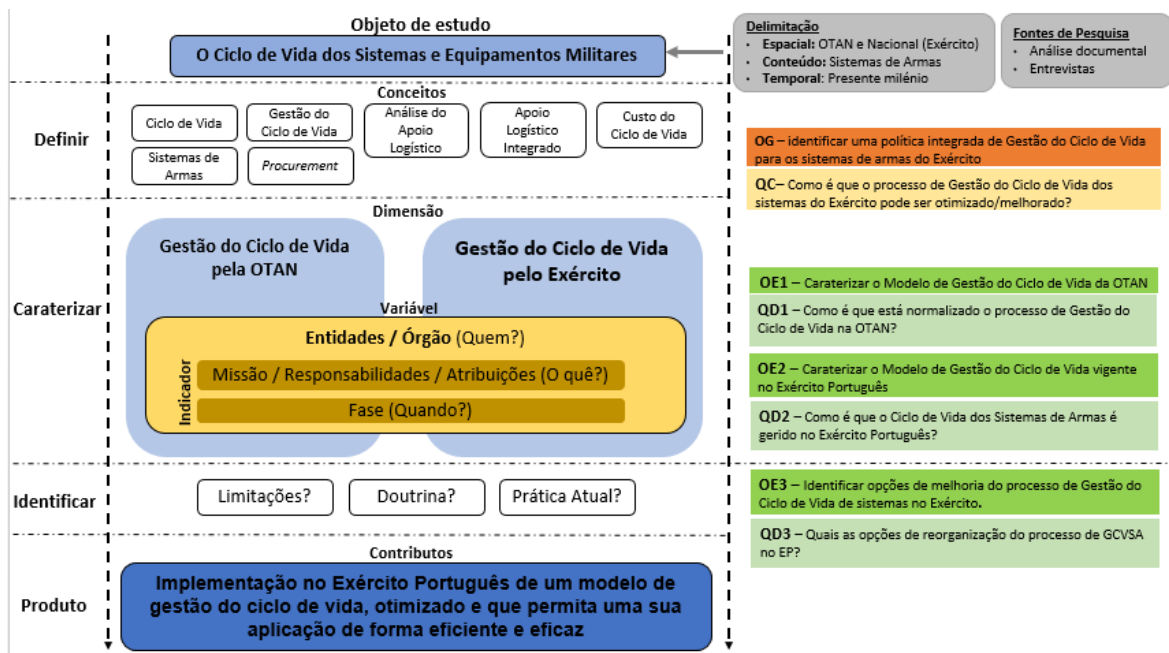 Objeto de estudo
O Ciclo de Vida dos Sistemas e Equipamentos Militares
Delimitação
• Espacial: OTAN e Nacional (Exército)
• Conteúdo: Sistemas de Armas
• Temporal: Presente milénio
Fontes de Pesquisa
• Análise documental
• Entrevistas
Definir
Conceitos
Ciclo de Vida
Gestão do
Ciclo de Vida
Análise do
Apoio
Logístico
Apoio
Logístico
Integrado
Custo do
Ciclo de Vida
Sistemas de
Armas
Procurement
OG – identificar uma política integrada de Gestão do Ciclo de Vida
para os sistemas de armas do Exército
QC– Como é que o processo de Gestão do Ciclo de Vida dos
sistemas do Exército pode ser otimizado/melhorado?
Caraterizar
Dimensão
Gestão do Ciclo de Vida
pela OTAN
Gestão do Ciclo de Vida
pelo Exército
Variável
Entidades / Órgão (Quem?)
Indicador
Missão / Responsabilidades / Atribuições (O quê?)
Fase (Quando?)
OE1 – Caraterizar o Modelo de Gestão do Ciclo de Vida da OTAN
QD1 – Como é que está normalizado o processo de Gestão do
Ciclo de Vida na OTAN?
OE2 – Caraterizar o Modelo de Gestão do Ciclo de Vida vigente
no Exército Português
QD2 – Como é que o Ciclo de Vida dos Sistemas de Armas é
gerido no Exército Português?
Identificar
Limitações?
Doutrina?
Prática Atual?
OE3 – Identificar opções de melhoria do processo de Gestão do
Ciclo de Vida de sistemas no Exército.
QD3 – Quais as opções de reorganização do processo de GCVSA
no EP?
Produto
Contributos
Implementação no Exército Português de um modelo de
gestão do ciclo de vida, otimizado e que permita uma sua
aplicação de forma eficiente e eficaz